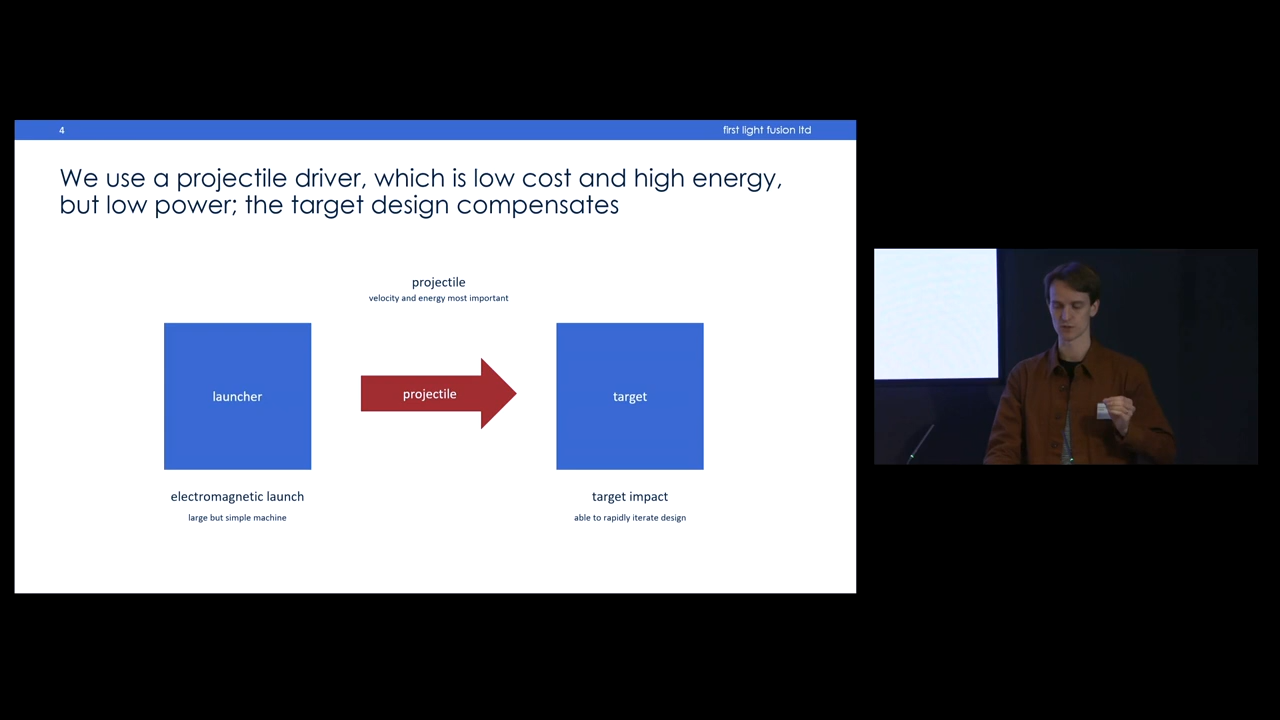 4
first light fusion ltd
We use a projectile driver, which is low cost and high energy,
but low power; the target design compensates
projectile
velocity and energy most important
launcher
projectile
target
electromagnetic launch
target impact
large but simple machine
able to rapidly iterate design